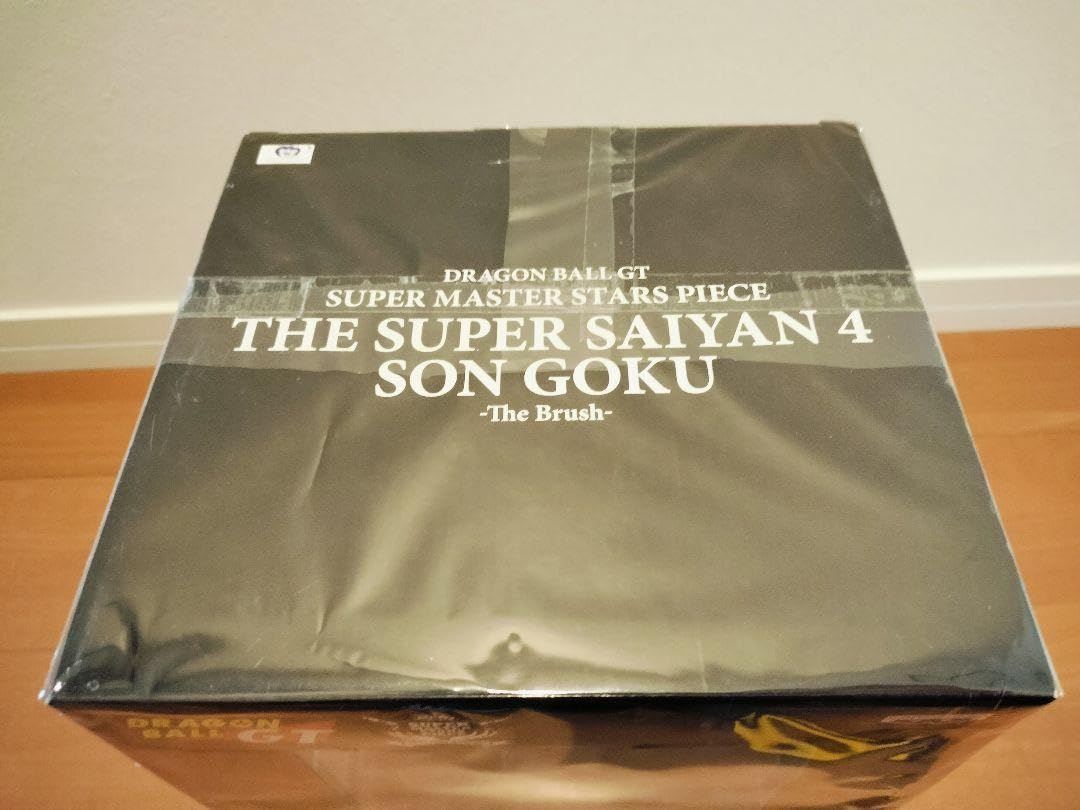 DRAGON BALL GT
SUPER MASTER STARS PIECE
THE SUPER SAIYAN 4
SON GOKU
-The Brush-
DRAGON
BALL GT